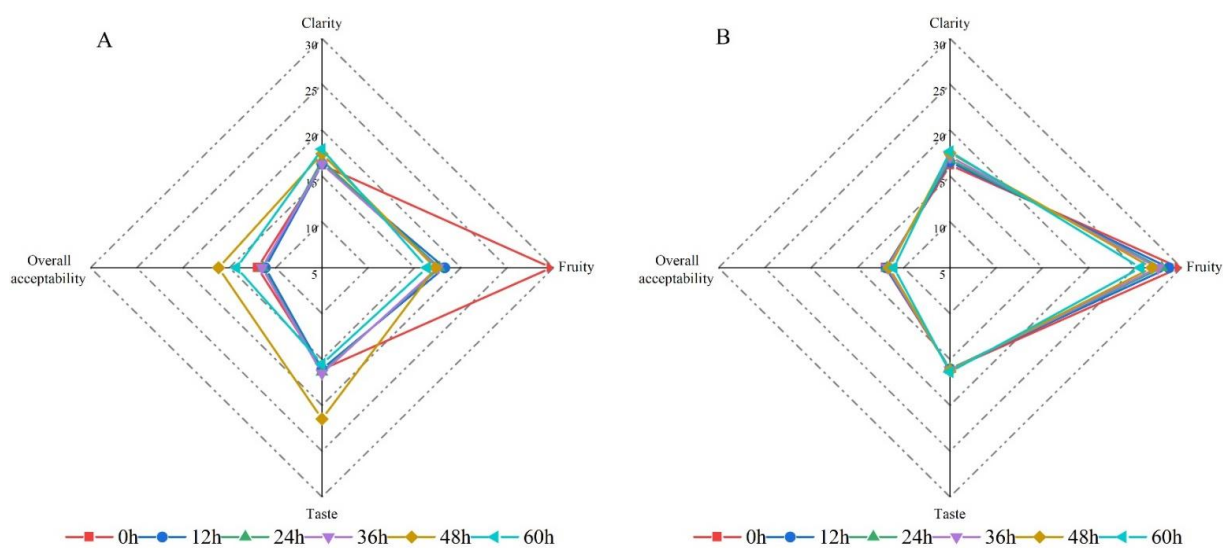 A
Clarity
30
25
20
15
10
5
Overall
acceptability
Fruity
Taste
0h 12h 24h 36h 48h 60h
B
Clarity
30
25
20
15
10
5
Overall
acceptability
Fruity
Taste
0h 12h 24h 36h 48h 60h